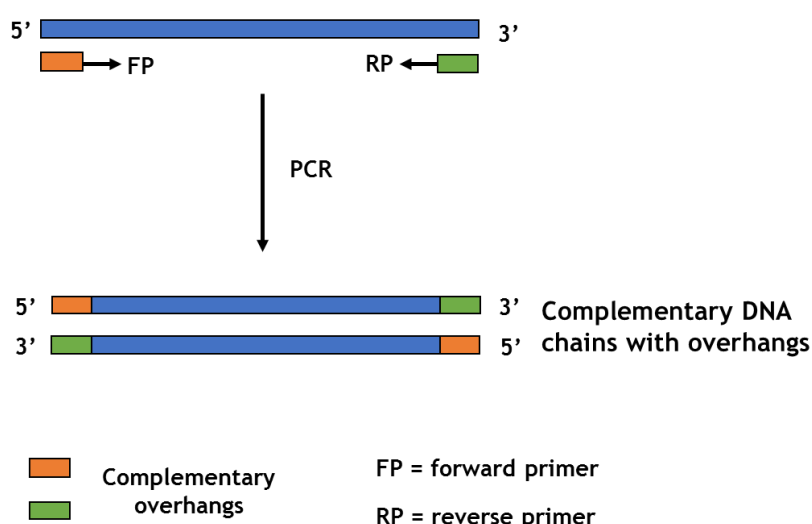 5’ 3’
FP RP
PCR
5’ 3’ Complementary DNA
3’ 5’ chains with overhangs
Complementary FP = forward primer
overhangs RP = reverse primer